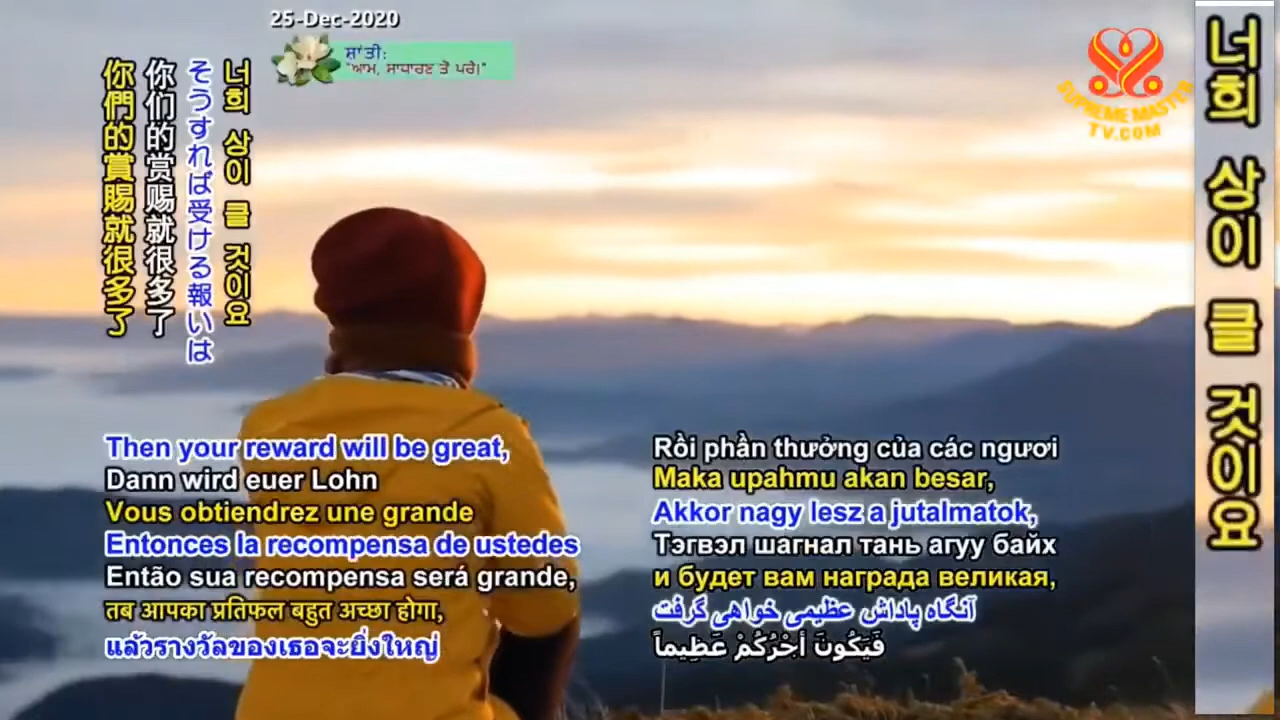 25-Dec-2020
ਸ਼ਾਂਤੀ:
"ਆਮ, ਸਾਧਾਰਣ ਤੋਂ ਪਰੇ।"
SUPREME MASTER
TV.COM
너희 상이 클 것이요
そうすれば受ける報いは
你们的赏赐就很多了
你們的賞賜就很多了
너희 상이 클 것이요
Then your reward will be great,
Dann wird euer Lohn
Vous obtiendrez une grande
Entonces la recompensa de ustedes
Então sua recompensa será grande,
तब आपका प्रतिफल बहुत अच्छा होगा,
แล้วรางวัลของเธอจะยิ่งใหญ่
Rồi phần thưởng của các ngươi
Maka upahmu akan besar,
Akkor nagy lesz a jutalmatok,
Тэгвэл шагнал тань агуу байх
и будет вам награда великая,
آنگاه پاداش عظیمی خواهی گرفت
فَيَكُونَ أجْرُكُمْ عَظِيماً